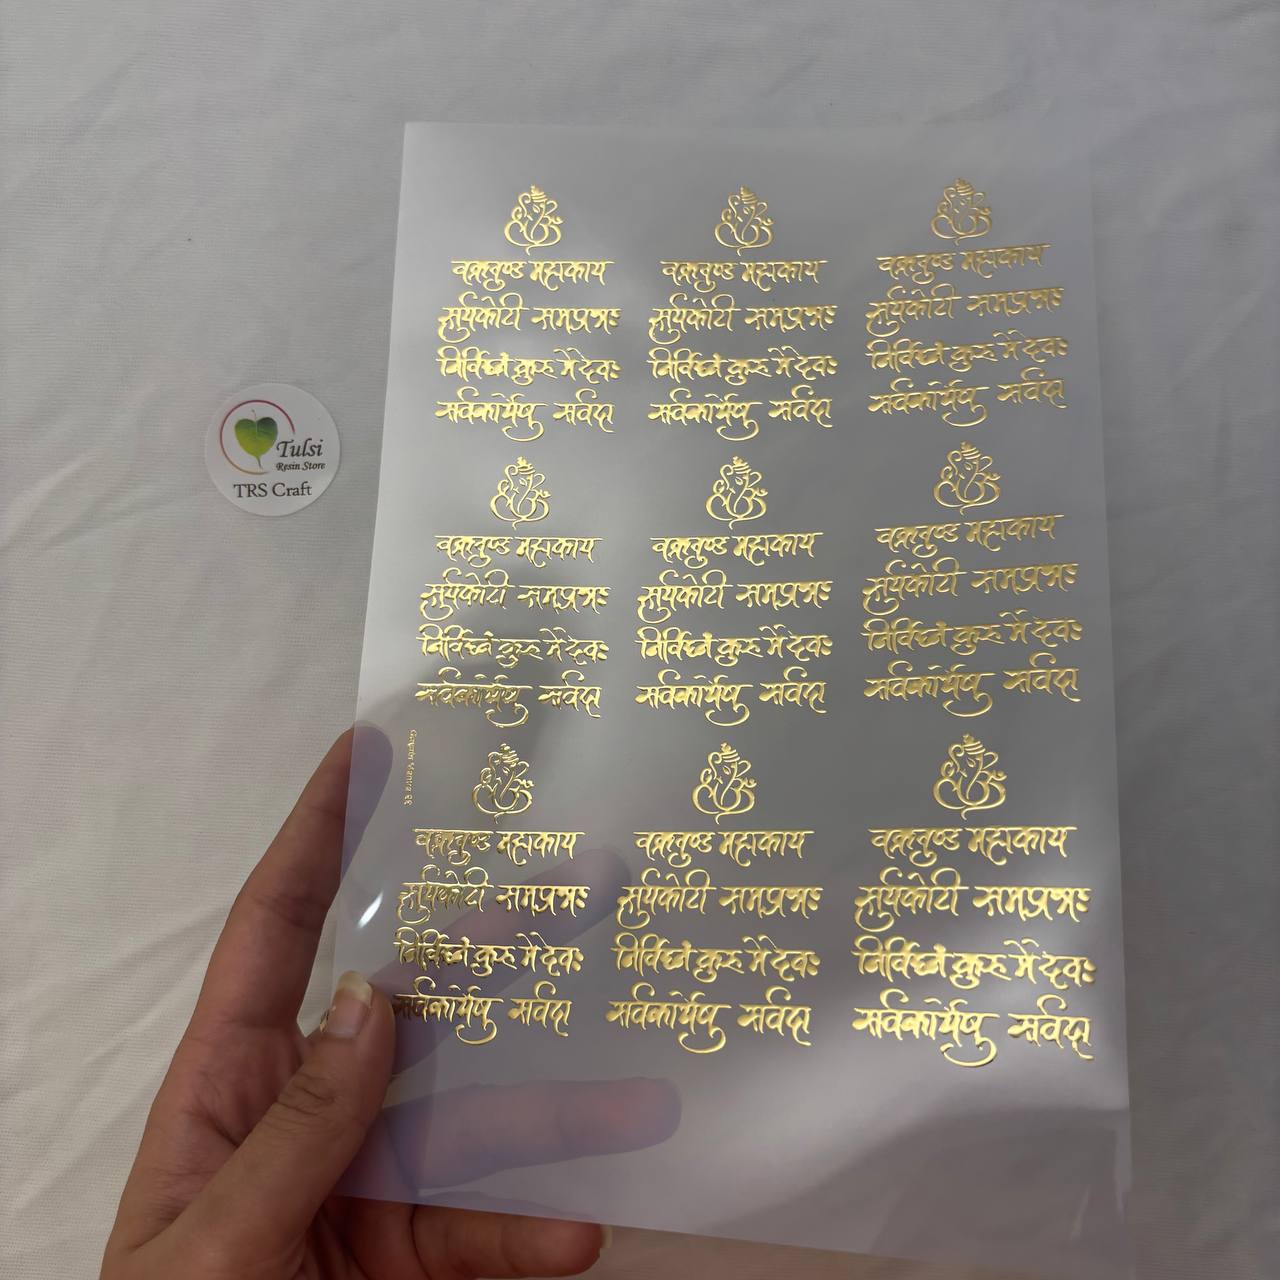 वक्रतुण्ड महाकाय वक्रतुण्ड महाकाय वक्रतुण्ड महाकाय
सुर्यकोटी समप्रभः सुर्यकोटी समप्रभः सुर्यकोटी समप्रभः
निर्विघ्नं कुरु मे देवः निर्विघ्नं कुरु मे देवः निर्विघ्नं कुरु मे देवः
सर्वकार्येषु सर्वदा सर्वकार्येषु सर्वदा सर्वकार्येषु सर्वदा
Tulsi
Resin Store
TRS Craft
वक्रतुण्ड महाकाय वक्रतुण्ड महाकाय वक्रतुण्ड महाकाय
सुर्यकोटी समप्रभः सुर्यकोटी समप्रभः सुर्यकोटी समप्रभः
निर्विघ्नं कुरु मे देवः निर्विघ्नं कुरु मे देवः निर्विघ्नं कुरु मे देवः
सर्वकार्येषु सर्वदा सर्वकार्येषु सर्वदा सर्वकार्येषु सर्वदा
वक्रतुण्ड महाकाय वक्रतुण्ड महाकाय वक्रतुण्ड महाकाय
सुर्यकोटी समप्रभः सुर्यकोटी समप्रभः सुर्यकोटी समप्रभः
निर्विघ्नं कुरु मे देवः निर्विघ्नं कुरु मे देवः निर्विघ्नं कुरु मे देवः
सर्वकार्येषु सर्वदा सर्वकार्येषु सर्वदा सर्वकार्येषु सर्वदा